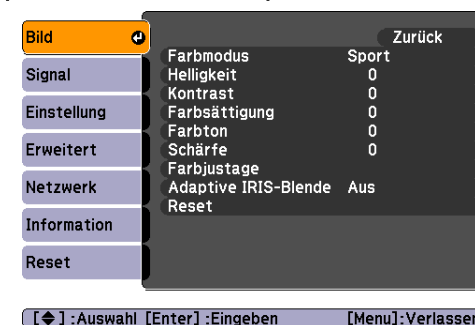 Bild
Signal
Einstellung
Erweitert
Netzwerk
Information
Reset
Zurück
Farbmodus Sport
Helligkeit 0
Kontrast 0
Farbsättigung 0
Farbton 0
Schärfe 0
Farbjustage
Adaptive IRIS-Blende Aus
Reset
[◆] :Auswahl [Enter] :Eingeben [Menu]:Verlassen